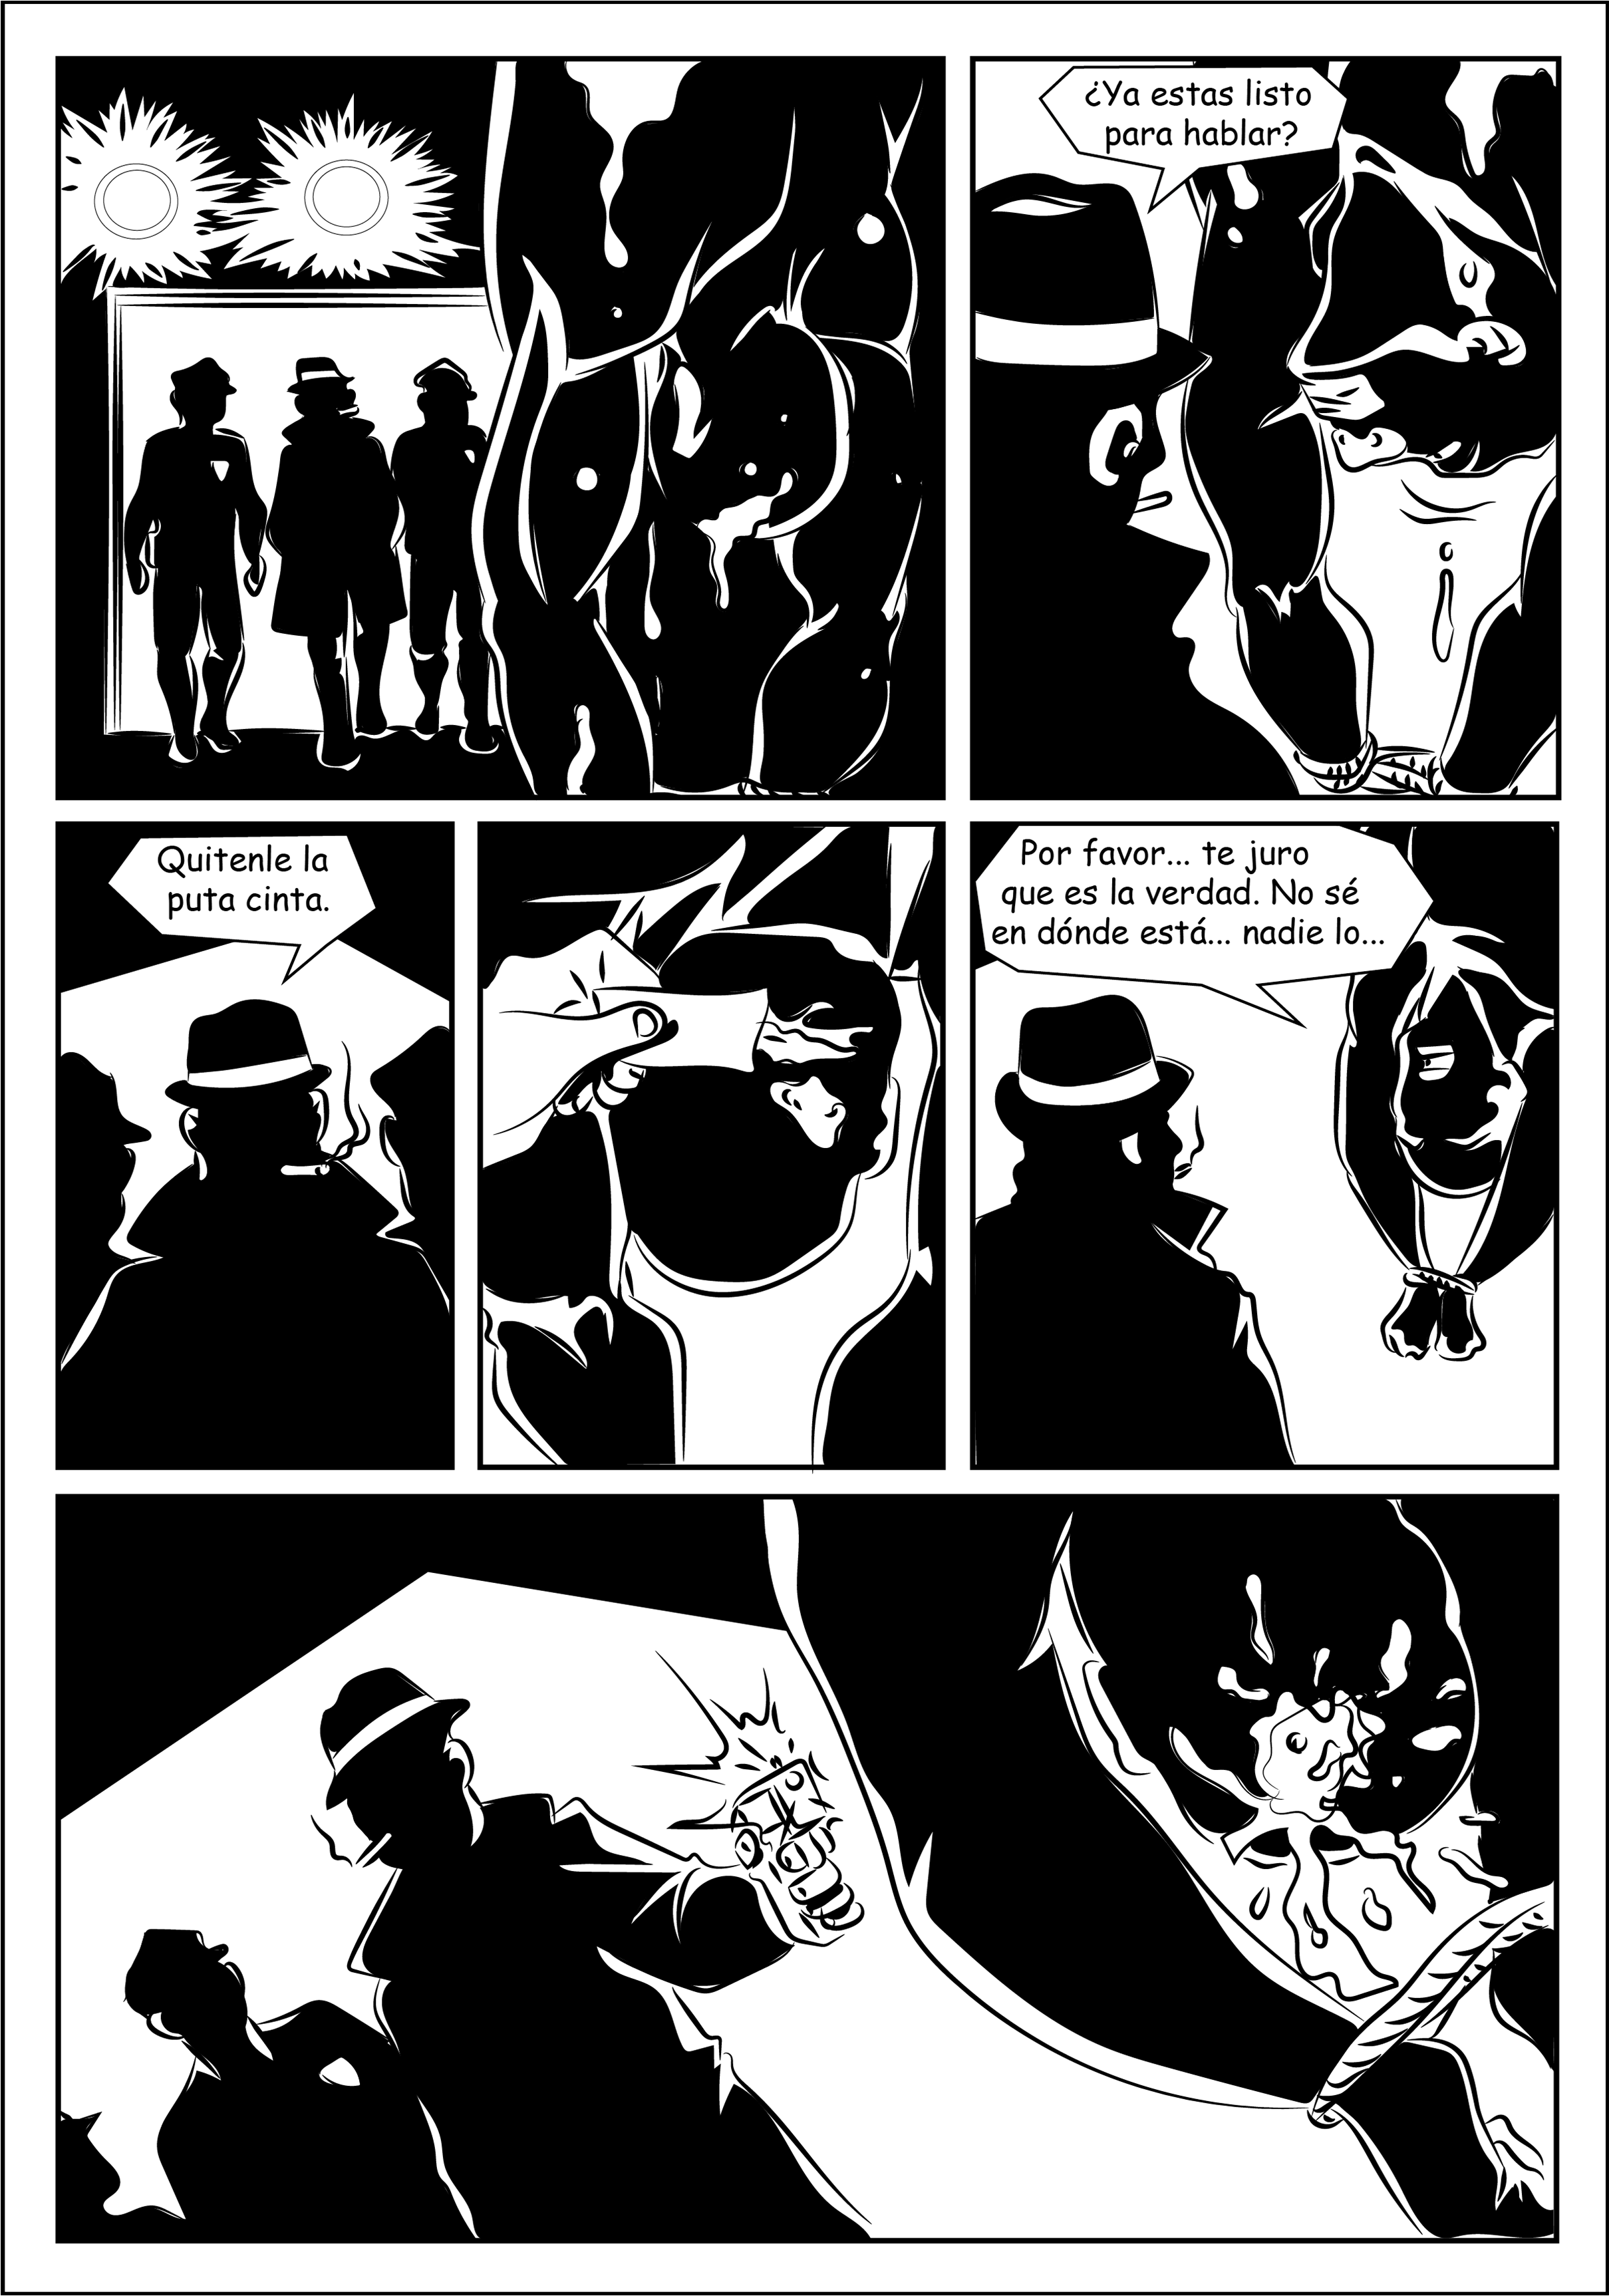 ¿Ya estas listo
para hablar?
Quitenle la
puta cinta.
Por favor... te juro
que es la verdad. No sé
en dónde está... nadie lo...